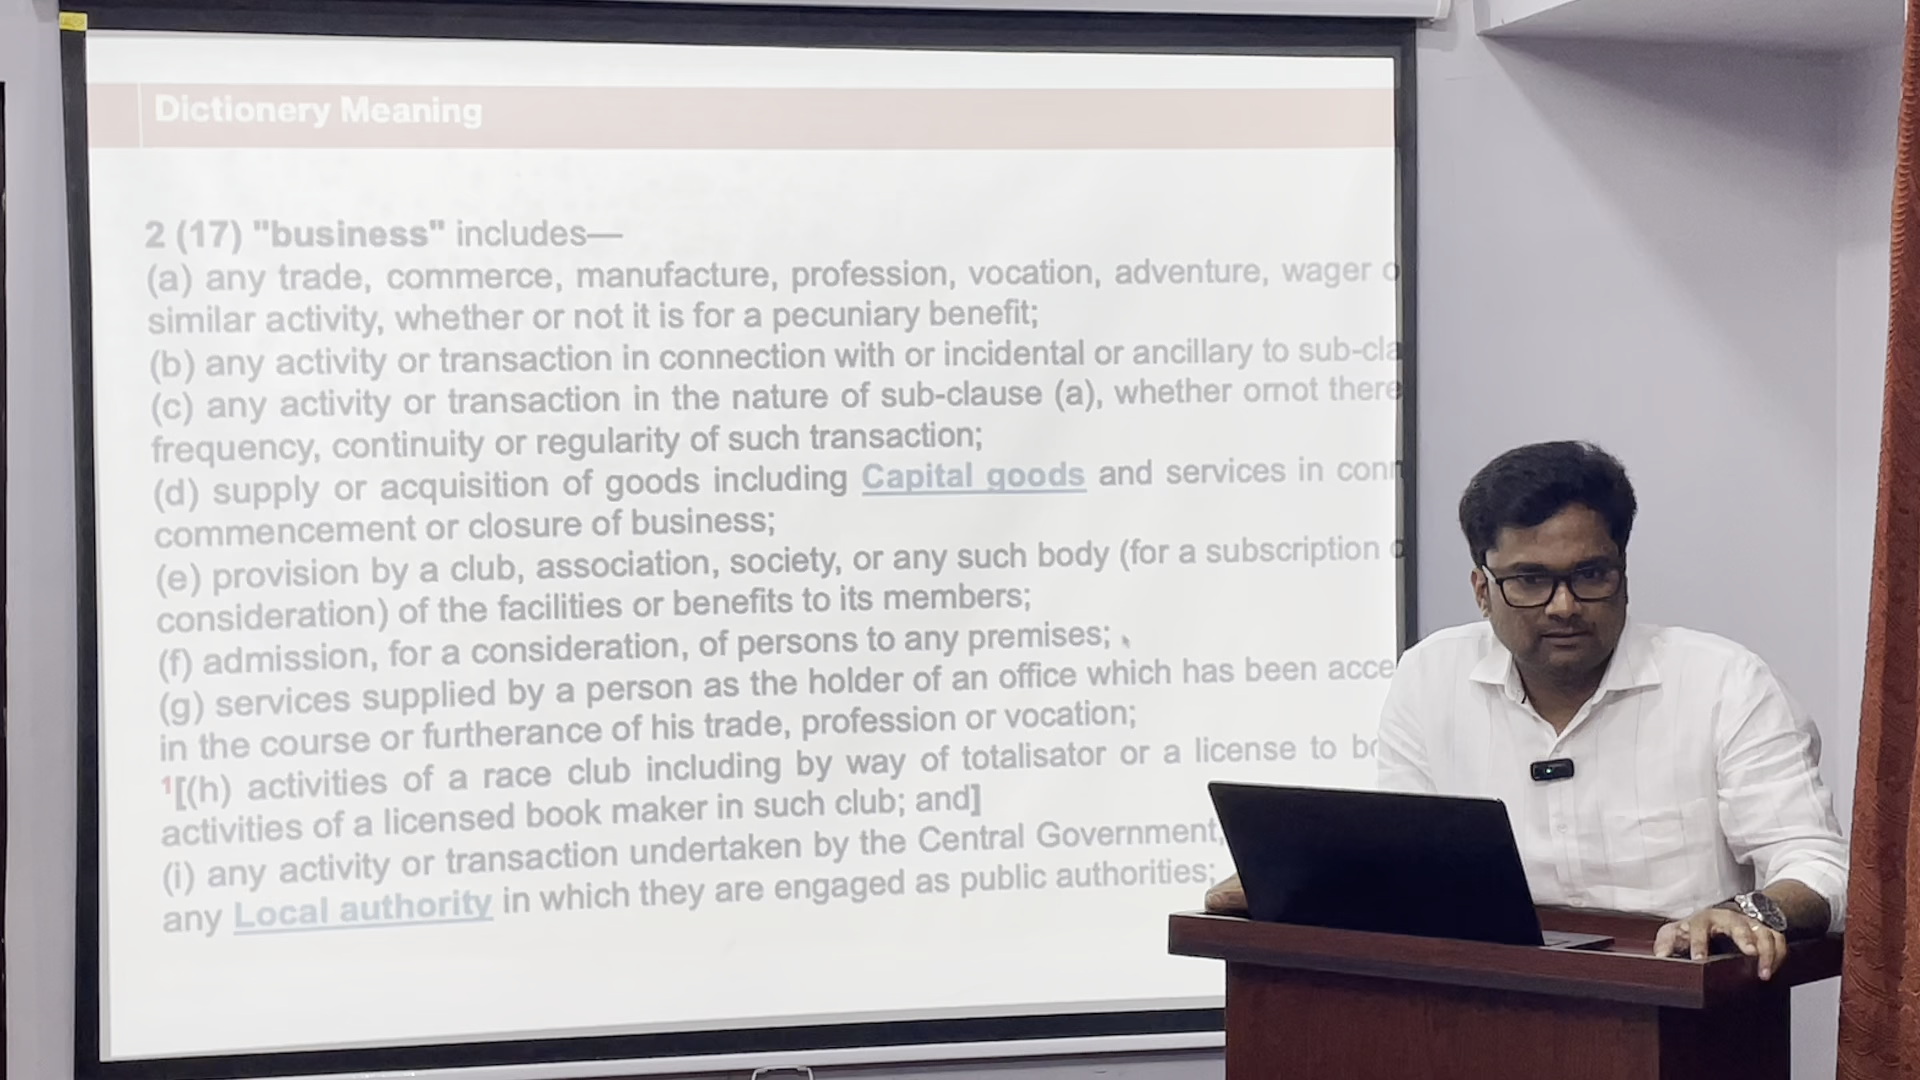 Dictionery Meaning
2 (17) "business" includes—
(a) any trade, commerce, manufacture, profession, vocation, adventure, wager
similar activity, whether or not it is for a pecuniary benefit;
(b) any activity or transaction in connection with or incidental or ancillary to
(c) any activity or transaction in the nature of sub-clause (a), whether ornot there
frequency, continuity or regularity of such transaction;
(d) supply or acquisition of goods including Capital goods and services in
commencement or closure of business;
(e) provision by a club, association, society, or any such body (for a subscription
consideration) of the facilities or benefits to its members;
(f) admission, for a consideration, of persons to any premises;
(g) services supplied by a person as the holder of an office which has been
in the course or furtherance of his trade, profession or vocation;
1[(h) activities of a race club including by way of totalisator or a license to
activities of a licensed book maker in such club; and]
(i) any activity or transaction undertaken by the Central Government,
any Local authority in which they are engaged as public authorities;